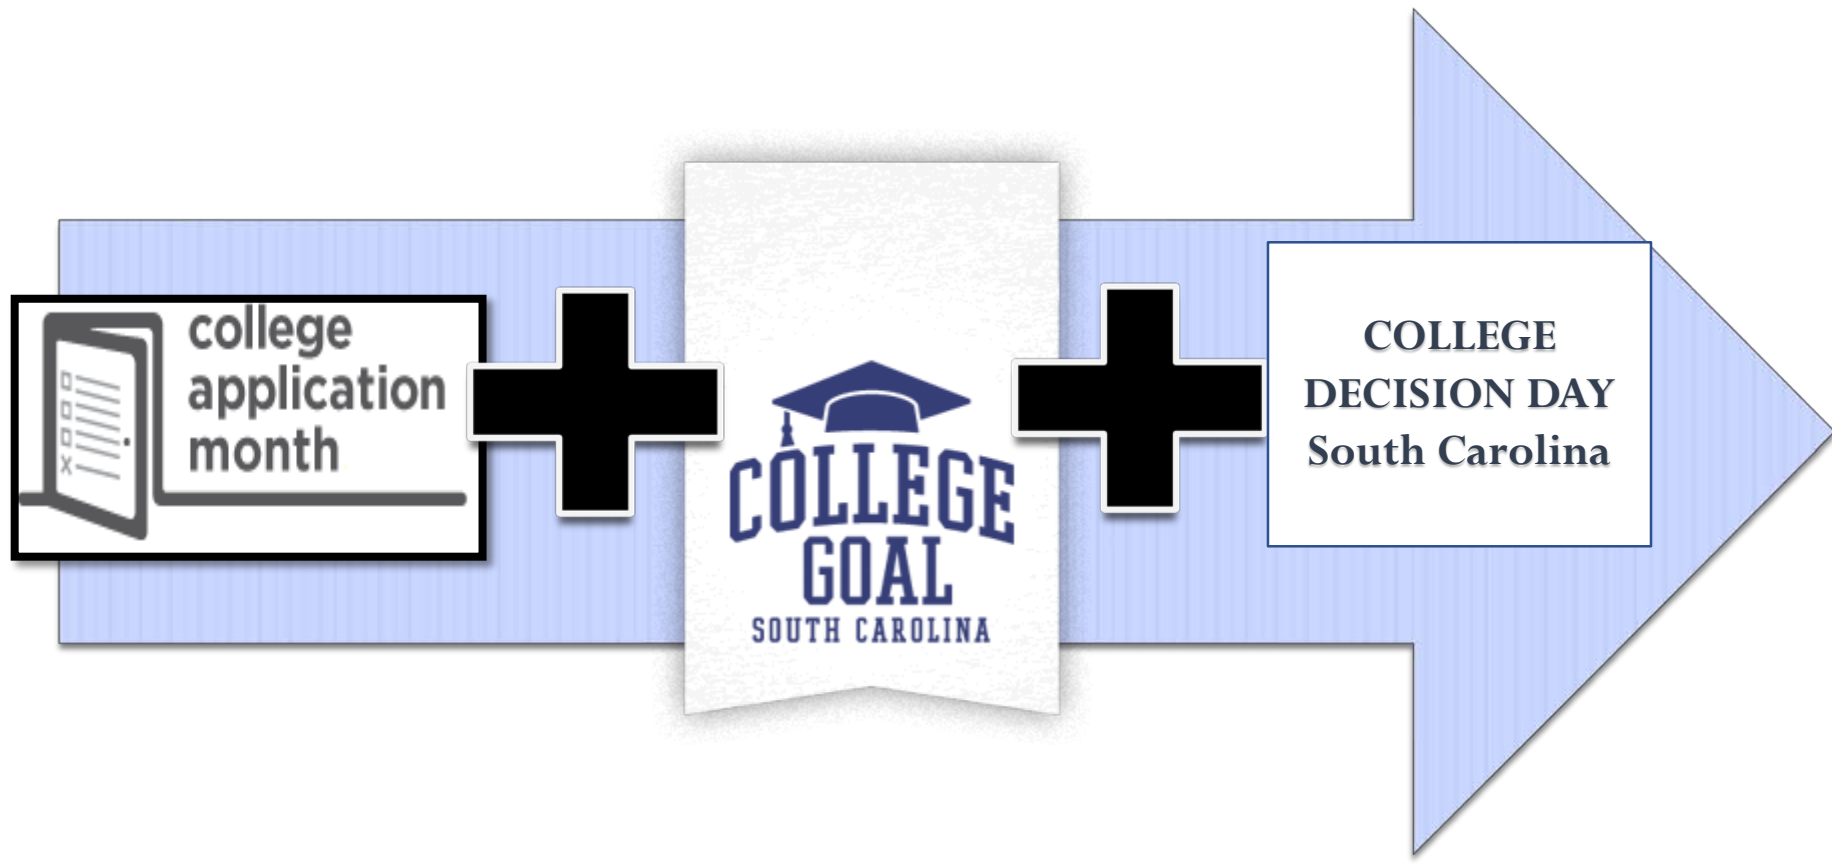 college
application
month
COLLEGE
GOAL
SOUTH CAROLINA
COLLEGE
DECISION DAY
South Carolina